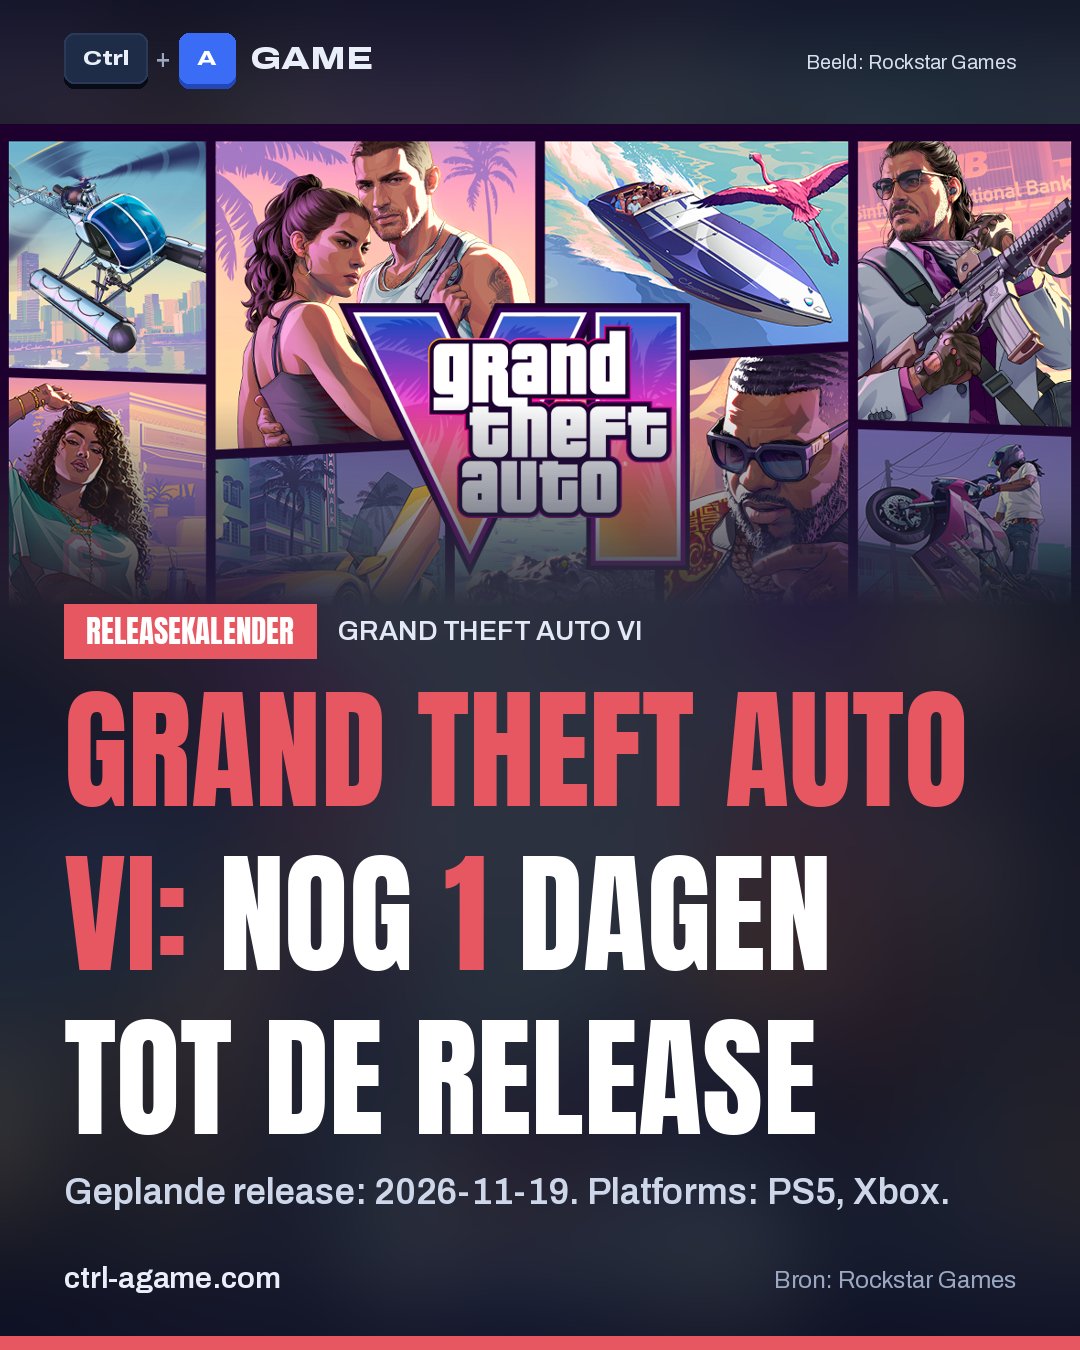 Ctrl + A GAME
Beeld: Rockstar Games
B
tional Bank
VI
grand
theft
auto
RELEASEKALENDER
GRAND THEFT AUTO VI
GRAND THEFT AUTO
VI: NOG 1 DAGEN
TOT DE RELEASE
Geplande release: 2026-11-19. Platforms: PS5, Xbox.
ctrl-agame.com
Bron: Rockstar Games